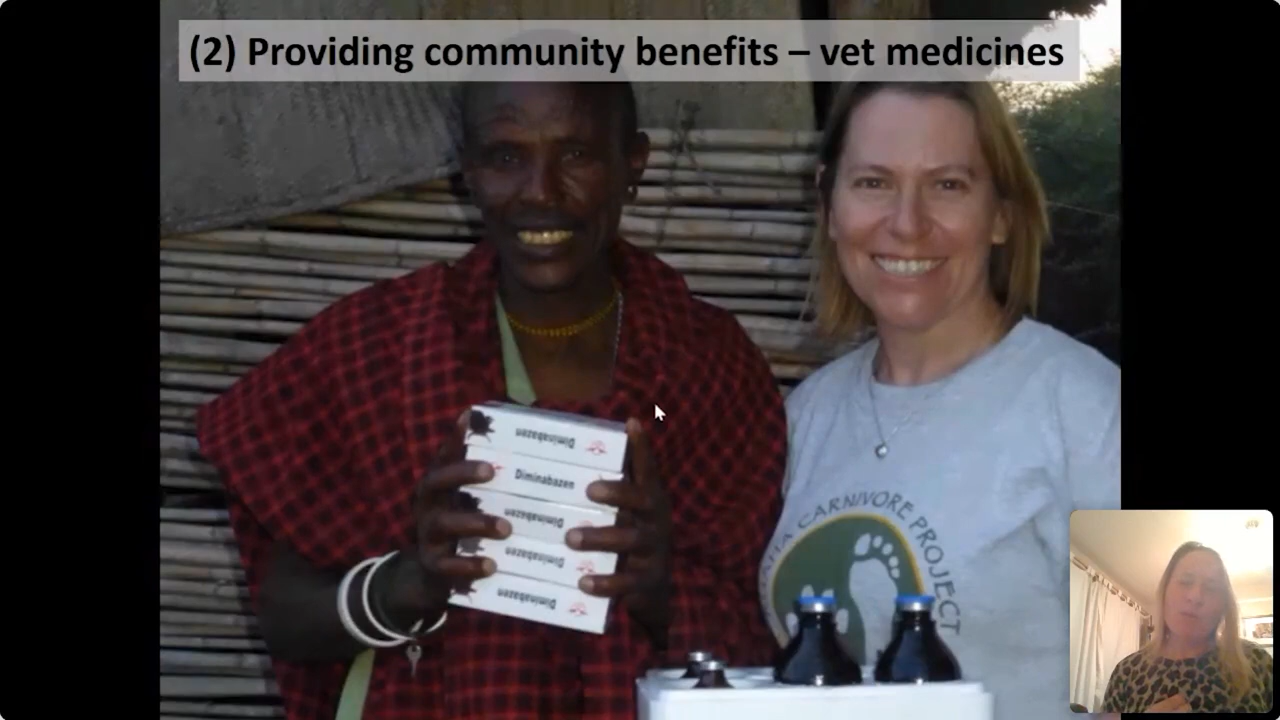 (2) Providing community benefits – vet medicines
Diminabazen
Diminabazen
Diminabazen
Diminabazen
Diminabazen
CARNIVORE PROJECT